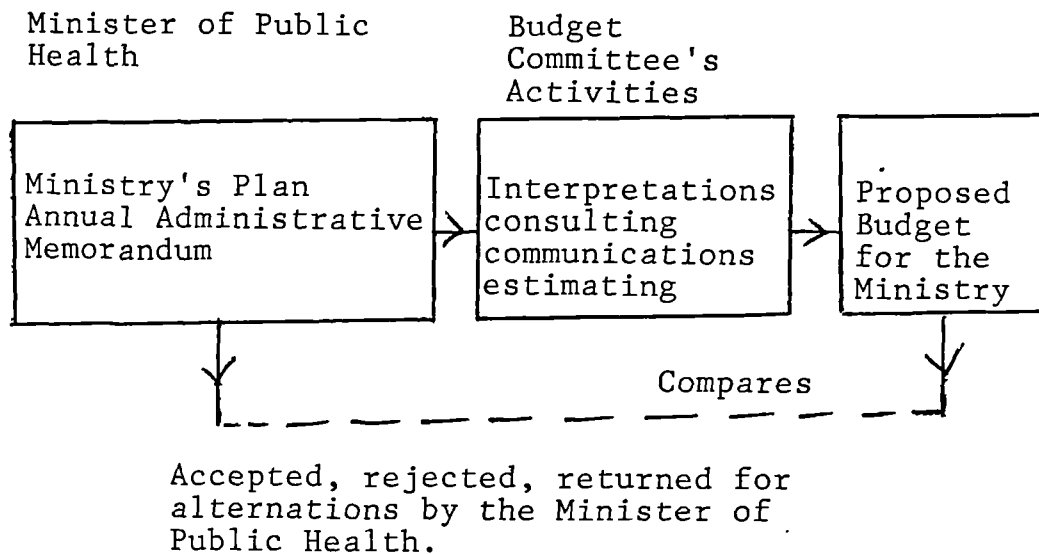 Minister of Public
Health
Budget
Committee's
Activities
Ministry's Plan
Annual Administrative
Memorandum
Interpretations
consulting
communications
estimating
Proposed
Budget
for the
Ministry
Compares
Accepted, rejected, returned for
alternations by the Minister of
Public Health.